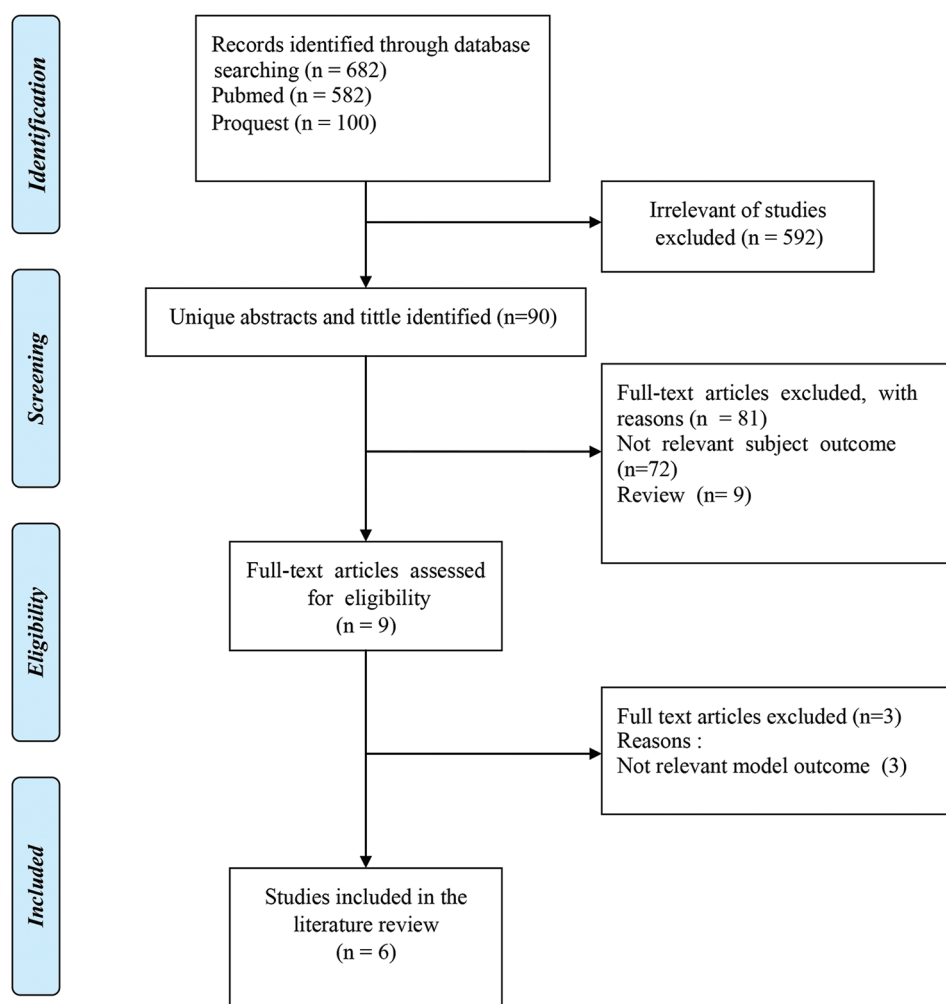 Identification
Records identified through database
searching (n = 682)
Pubmed (n = 582)
Proquest (n = 100)
Irrelevant of studies
excluded (n = 592)
Screening
Unique abstracts and tittle identified (n=90)
Full-text articles excluded, with
reasons (n = 81)
Not relevant subject outcome
(n=72)
Review (n= 9)
Eligibility
Full-text articles assessed
for eligibility
(n = 9)
Full text articles excluded (n=3)
Reasons :
Not relevant model outcome (3)
Included
Studies included in the
literature review
(n = 6)